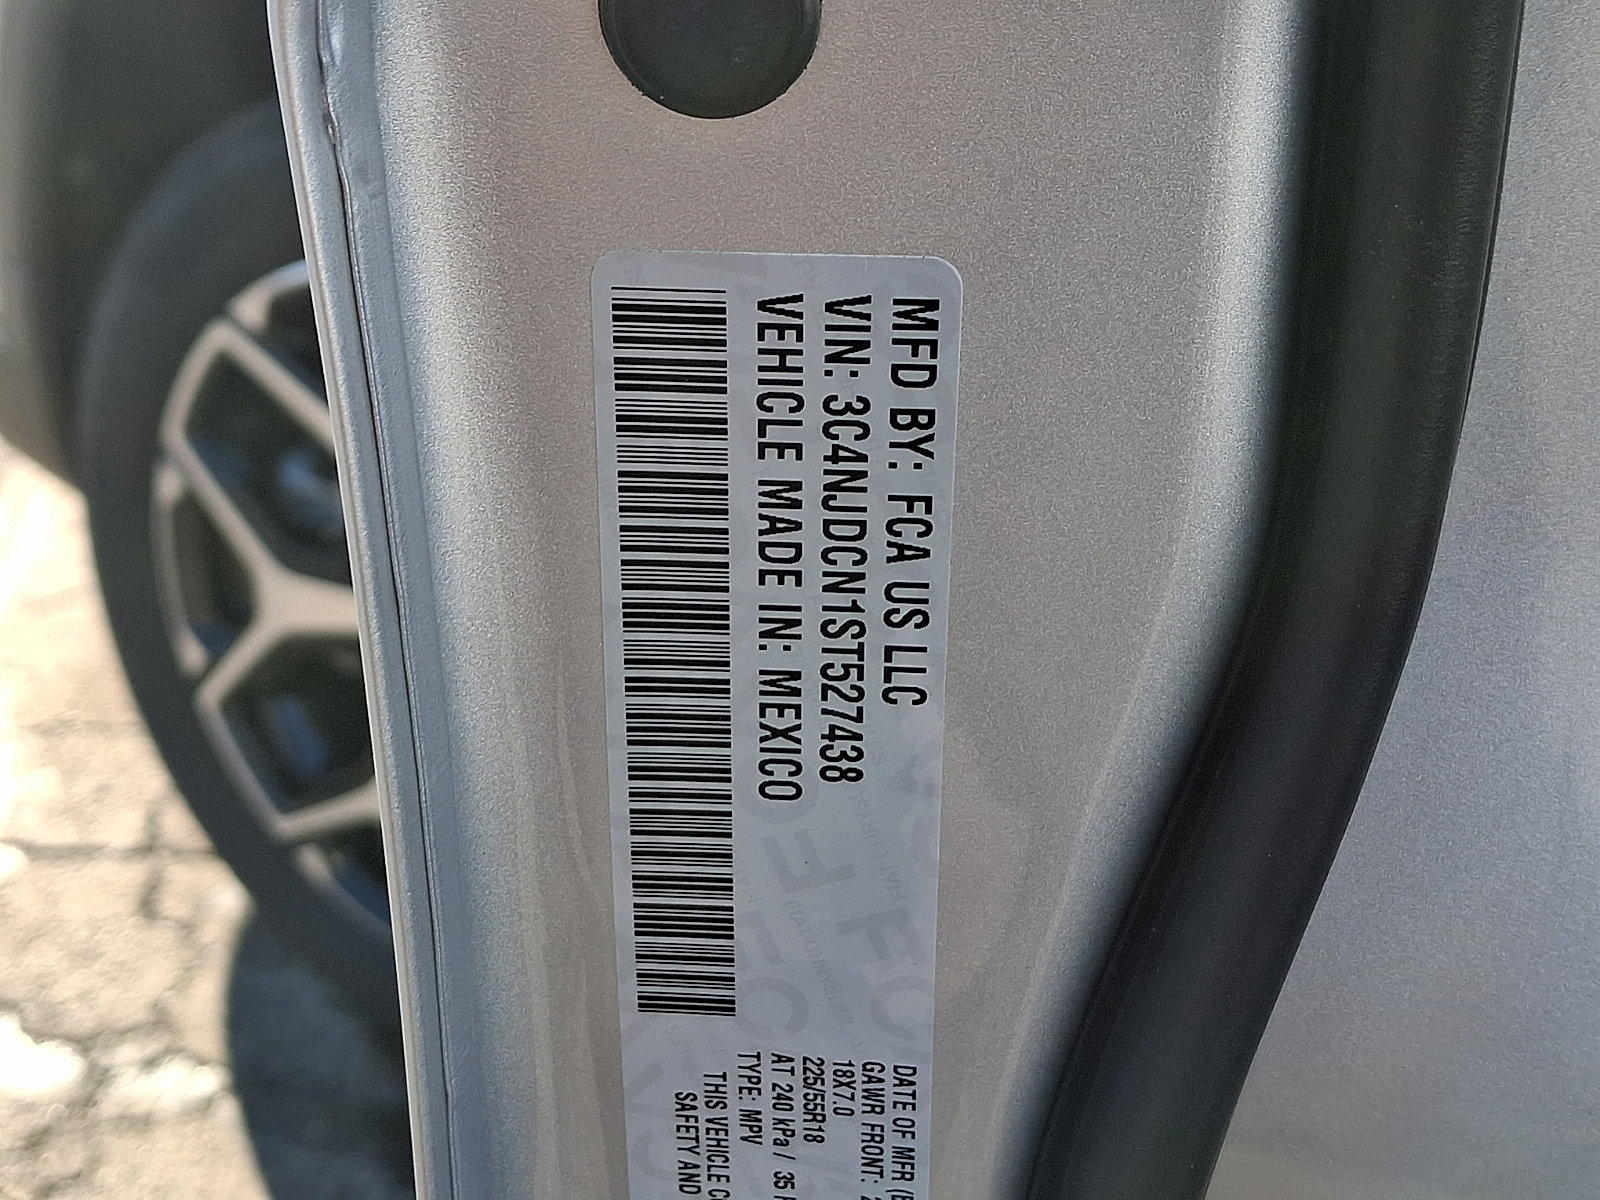 MFD BY: FCA US LLC
VIN: 3C4NJDCN1ST527438
VEHICLE MADE IN: MEXICO
DATE OF MFR
GAWR FRONT:
18X7.0
225/55R18
AT 240 kPa / 35
TYPE: MPV
THIS VEHICLE
SAFETY AND